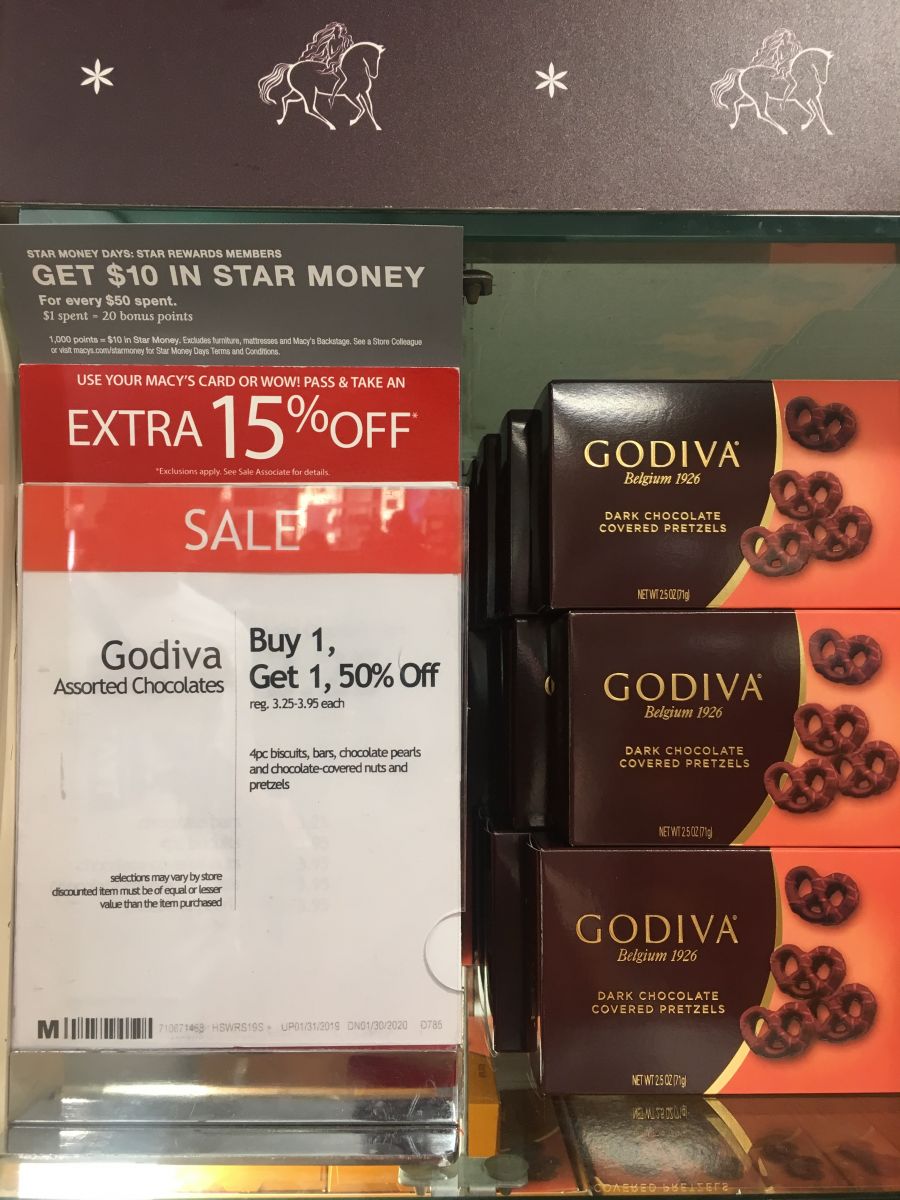 STAR MONEY DAYS: STAR REWARDS MEMBERS
GET $10 IN STAR MONEY
For every $50 spent.
$1 spent = 20 bonus points
1,000 points = $10 in Star Money. Excludes furniture, mattresses and Macy's Backstage. See a Store Colleague
or visit macys.com/starmoney for Star Money Days Terms and Conditions.
USE YOUR MACY'S CARD OR WOW! PASS & TAKE AN
EXTRA 15% OFF*
*Exclusions apply. See Sale Associate for details.
SALE
Godiva
Assorted Chocolates
Buy 1,
Get 1, 50% Off
reg. 3.25-3.95 each
4pc biscuits, bars, chocolate pearls
and chocolate-covered nuts and
pretzels
selections may vary by store
discounted item must be of equal or lesser
value than the item purchased
M HSWRS19S UP01/31/2019 DN01/30/2020 D785
GODIVA
Belgium 1926
DARK CHOCOLATE
COVERED PRETZELS
NET WT 2.5 OZ (71g)
GODIVA
Belgium 1926
DARK CHOCOLATE
COVERED PRETZELS
NET WT 2.5 OZ (71g)
GODIVA
Belgium 1926
DARK CHOCOLATE
COVERED PRETZELS
NET WT 2.5 OZ (71g)